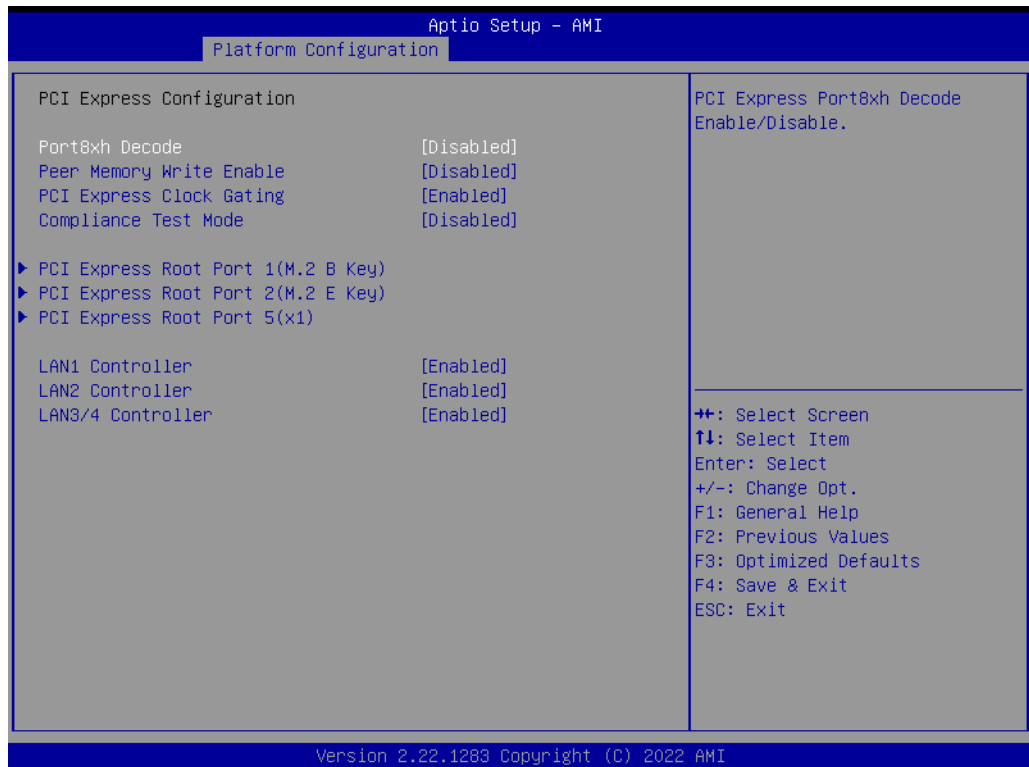 Aptio Setup – AMI
Platform Configuration
PCI Express Configuration
Port8xh Decode [Disabled]
Peer Memory Write Enable [Disabled]
PCI Express Clock Gating [Enabled]
Compliance Test Mode [Disabled]
PCI Express Root Port 1(M.2 B Key)
PCI Express Root Port 2(M.2 E Key)
PCI Express Root Port 5(x1)
LAN1 Controller [Enabled]
LAN2 Controller [Enabled]
LAN3/4 Controller [Enabled]
PCI Express Port8xh Decode
Enable/Disable.
→←: Select Screen
↑↓: Select Item
Enter: Select
+/-: Change Opt.
F1: General Help
F2: Previous Values
F3: Optimized Defaults
F4: Save & Exit
ESC: Exit
Version 2.22.1283 Copyright (C) 2022 AMI